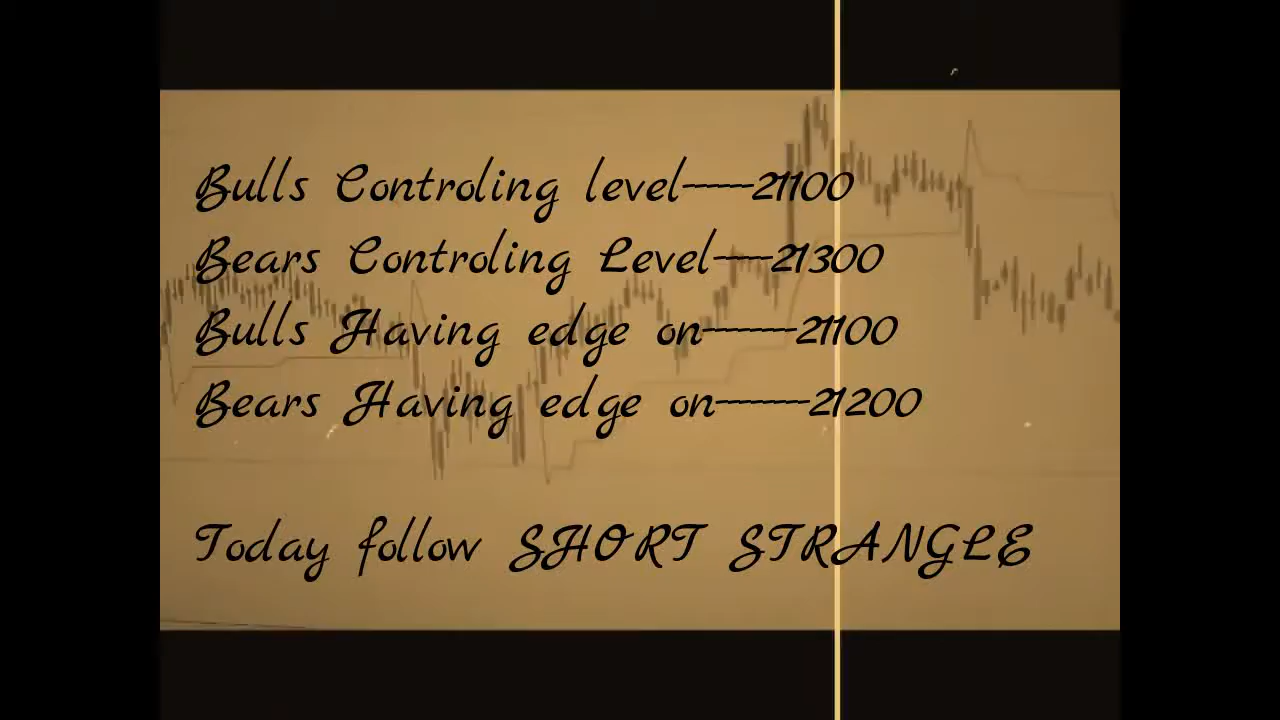 Bulls Controling level-----21100
Bears Controling Level----21300
Bulls Having edge on-------21100
Bears Having edge on-------21200
Today follow SHORT STRANGLE